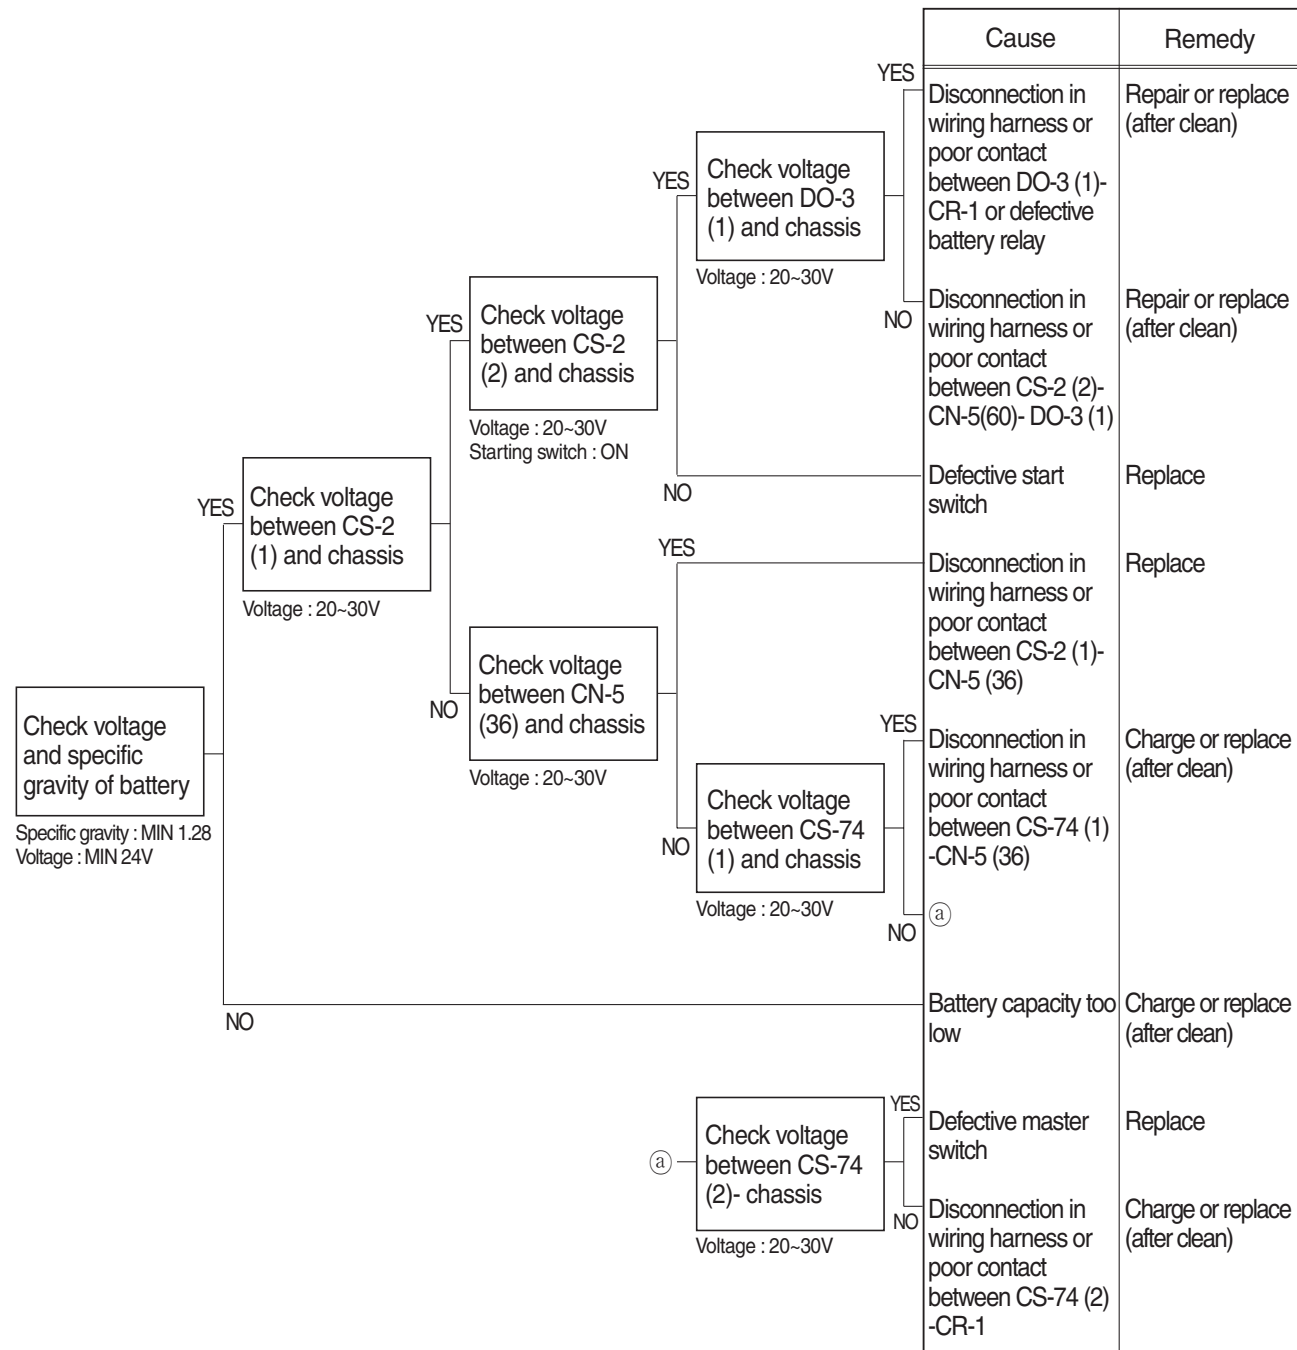 Cause
Remedy
YES
Disconnection in
wiring harness or
poor contact
between DO-3 (1)-
CR-1 or defective
battery relay
Repair or replace
(after clean)
YES
Check voltage
between DO-3
(1) and chassis
Voltage : 20~30V
NO
Disconnection in
wiring harness or
poor contact
between CS-2 (2)-
CN-5(60)- DO-3 (1)
Repair or replace
(after clean)
YES
Check voltage
between CS-2
(2) and chassis
Voltage : 20~30V
Starting switch : ON
NO
Defective start
switch
Replace
YES
Check voltage
between CS-2
(1) and chassis
Voltage : 20~30V
YES
Disconnection in
wiring harness or
poor contact
between CS-2 (1)-
CN-5 (36)
Replace
NO
Check voltage
between CN-5
(36) and chassis
Voltage : 20~30V
Check voltage
and specific
gravity of battery
Specific gravity : MIN 1.28
Voltage : MIN 24V
YES
Disconnection in
wiring harness or
poor contact
between CS-74 (1)
-CN-5 (36)
Charge or replace
(after clean)
NO
Check voltage
between CS-74
(1) and chassis
Voltage : 20~30V
NO
ⓐ
NO
Battery capacity too
low
Charge or replace
(after clean)
ⓐ
Check voltage
between CS-74
(2)- chassis
Voltage : 20~30V
YES
Defective master
switch
Replace
NO
Disconnection in
wiring harness or
poor contact
between CS-74 (2)
-CR-1
Charge or replace
(after clean)